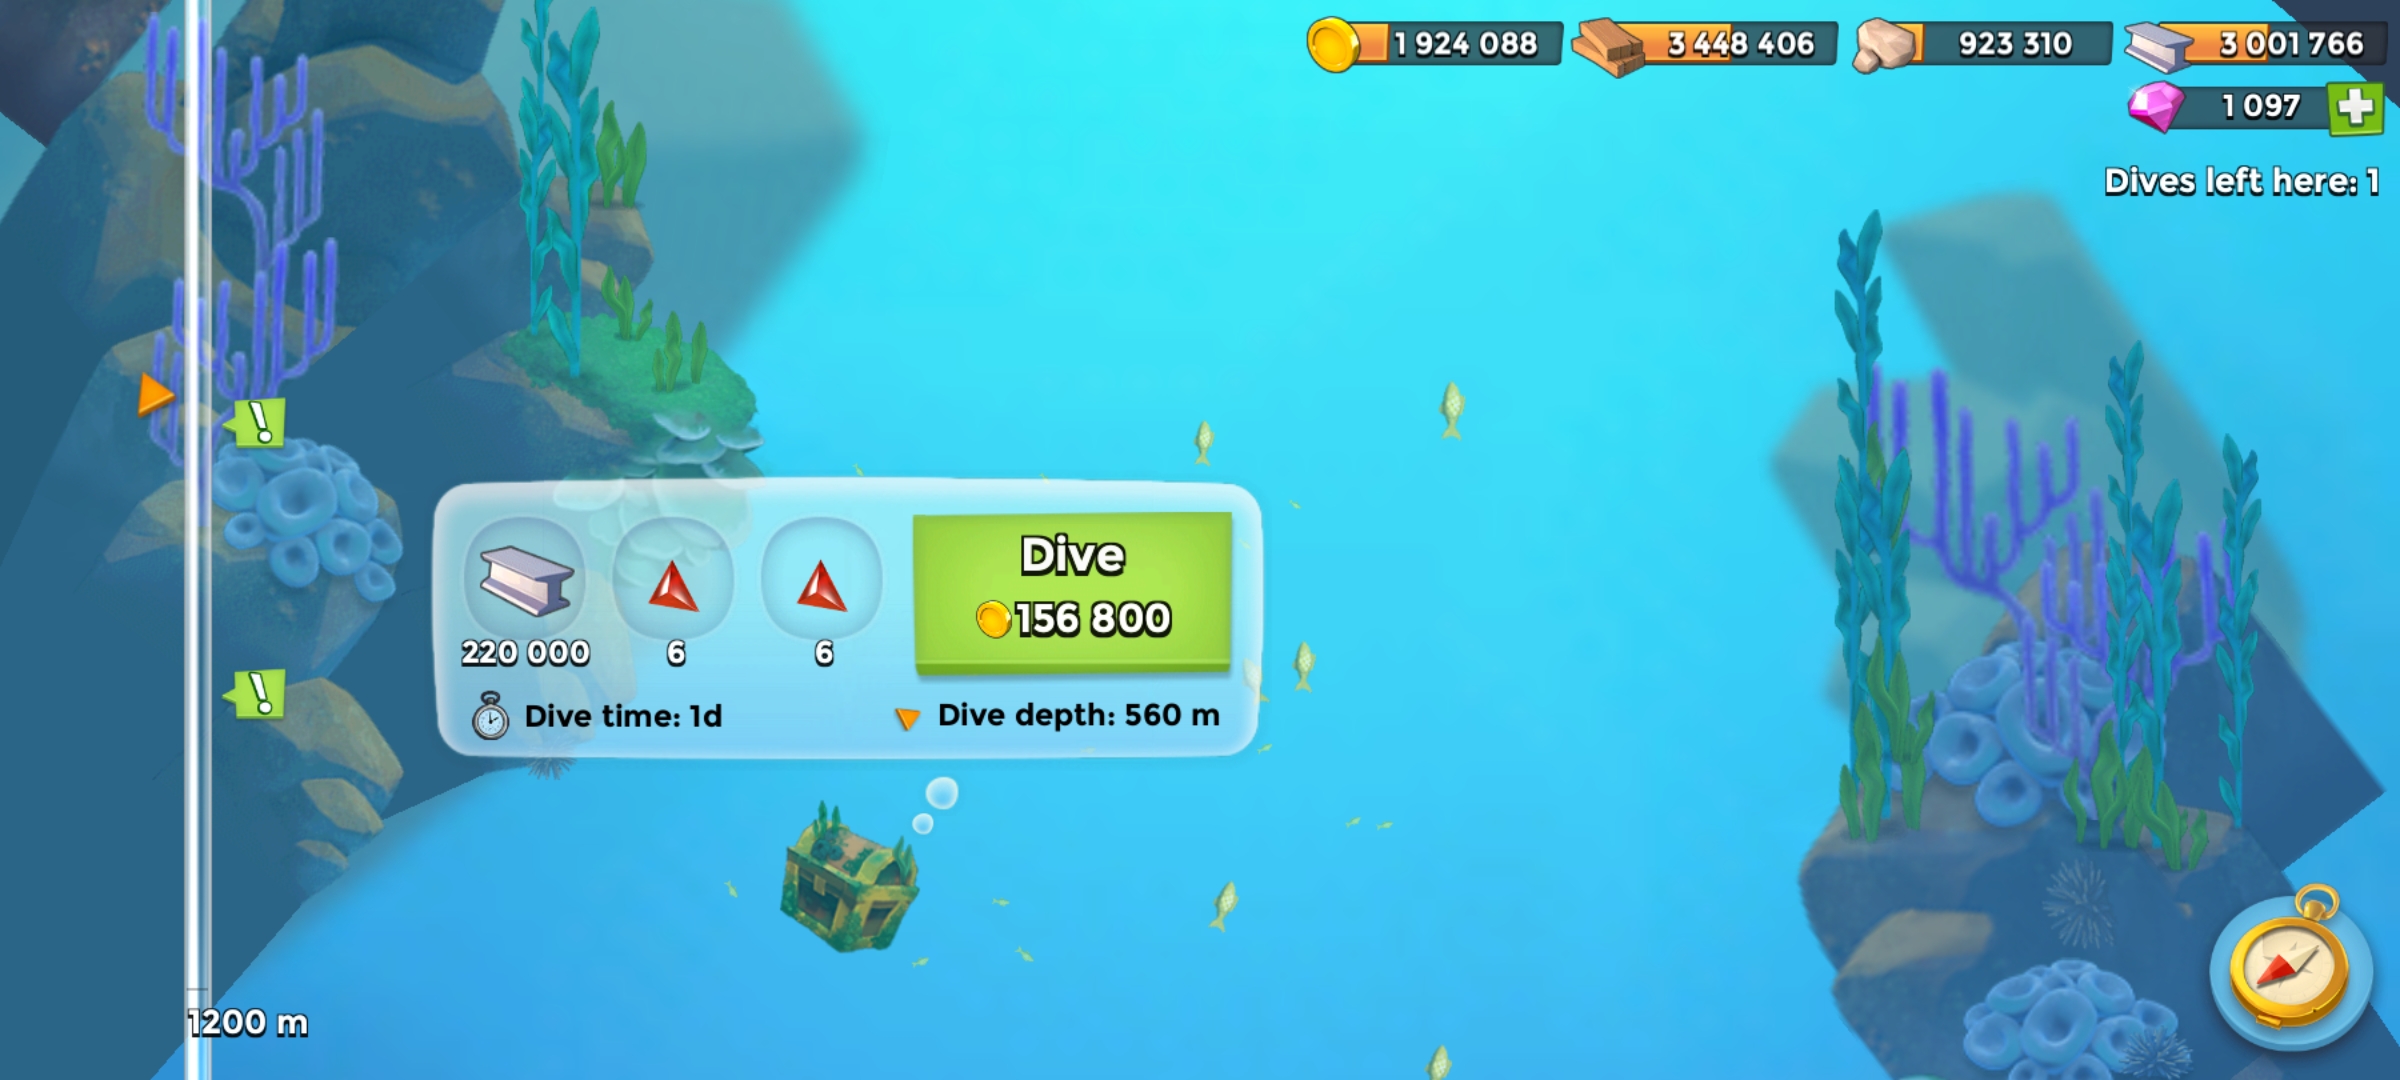 1 924 088
3 448 406
923 310
3 001 766
1 097
Dives left here: 1
Dive
156 800
220 000
6
6
Dive time: 1d
Dive depth: 560 m
1200 m